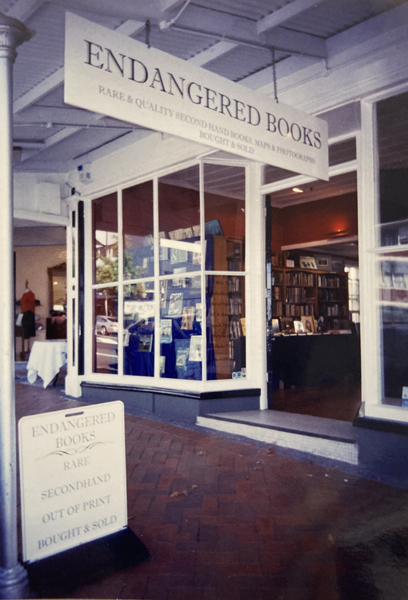 ENDANGERED BOOKS
RARE & QUALITY SECOND HAND BOOKS, MAPS & PHOTOGRAPHS
BOUGHT & SOLD
ENDANGERED
BOOKS
RARE
SECONDHAND
OUT OF PRINT
BOUGHT & SOLD